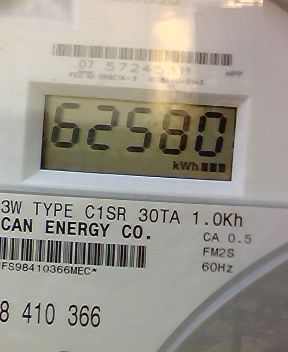 62580
kWh
3W TYPE C1SR 30TA 1.0Kh
CAN ENERGY CO.
CA 0.5
FM2S
60Hz
FS98410366MEC*
8 410 366